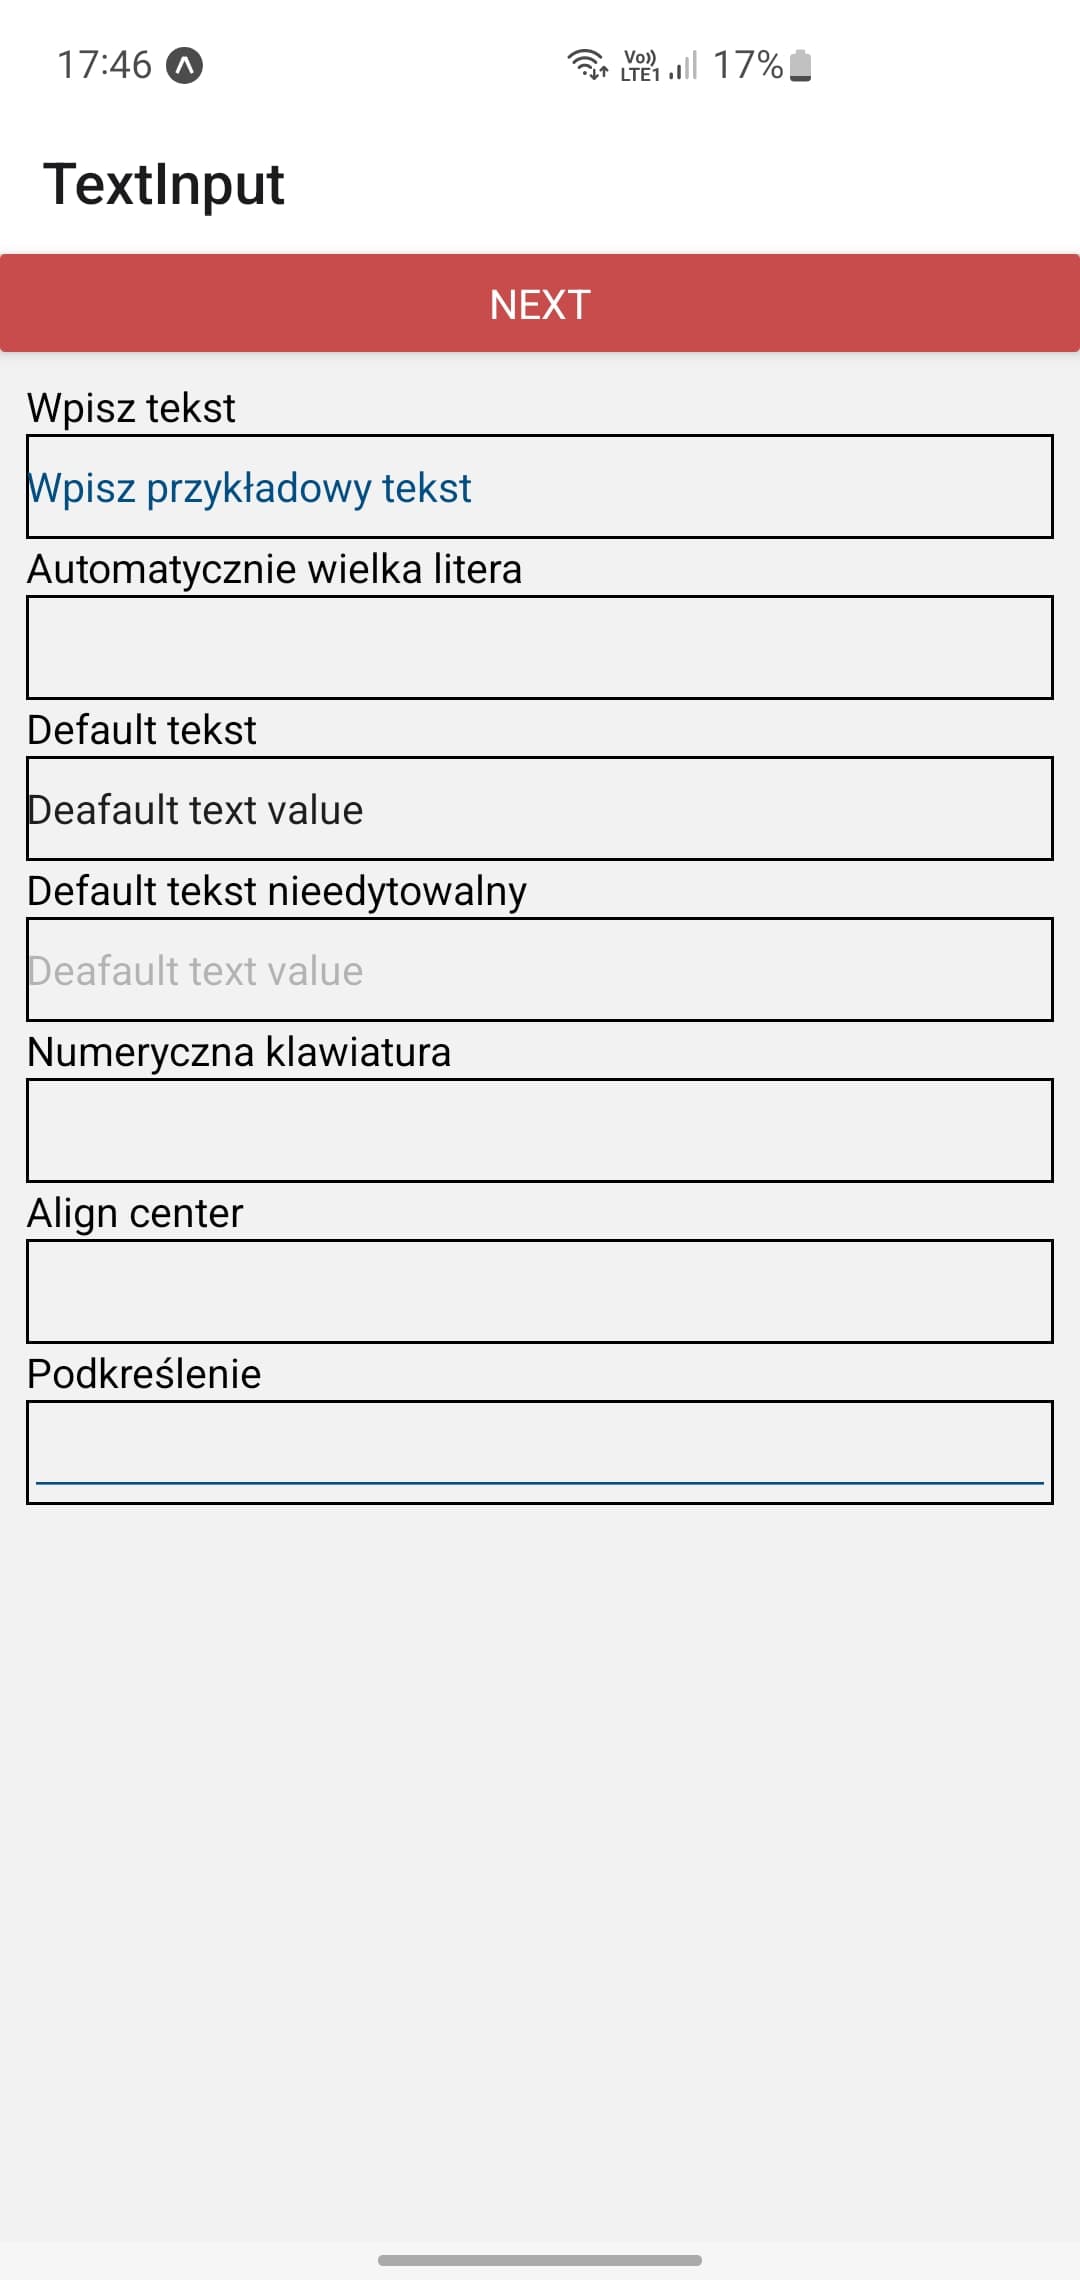 17:46 Vo)) LTE1 17%
TextInput
NEXT
Wpisz tekst
Wpisz przykładowy tekst
Automatycznie wielka litera
Default tekst
Deafault text value
Default tekst nieedytowalny
Deafault text value
Numeryczna klawiatura
Align center
Podkreślenie